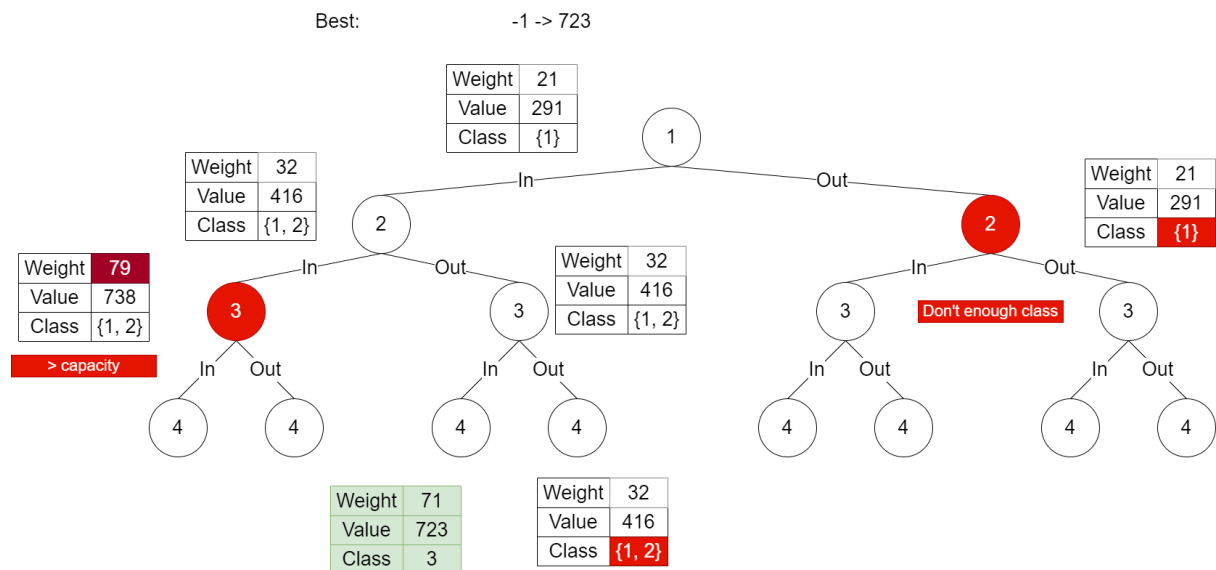 Best: -1 -> 723
Weight 21
Value 291
Class {1}
1
In
Out
Weight 32
Value 416
Class {1, 2}
2
2
Weight 21
Value 291
Class {1}
Weight 79
Value 738
Class {1, 2}
> capacity
In
Out
Weight 32
Value 416
Class {1, 2}
In
Out
3
3
3
Don't enough class
3
In
Out
In
Out
In
Out
In
Out
4
4
4
4
4
4
4
4
Weight 71
Value 723
Class 3
Weight 32
Value 416
Class {1, 2}